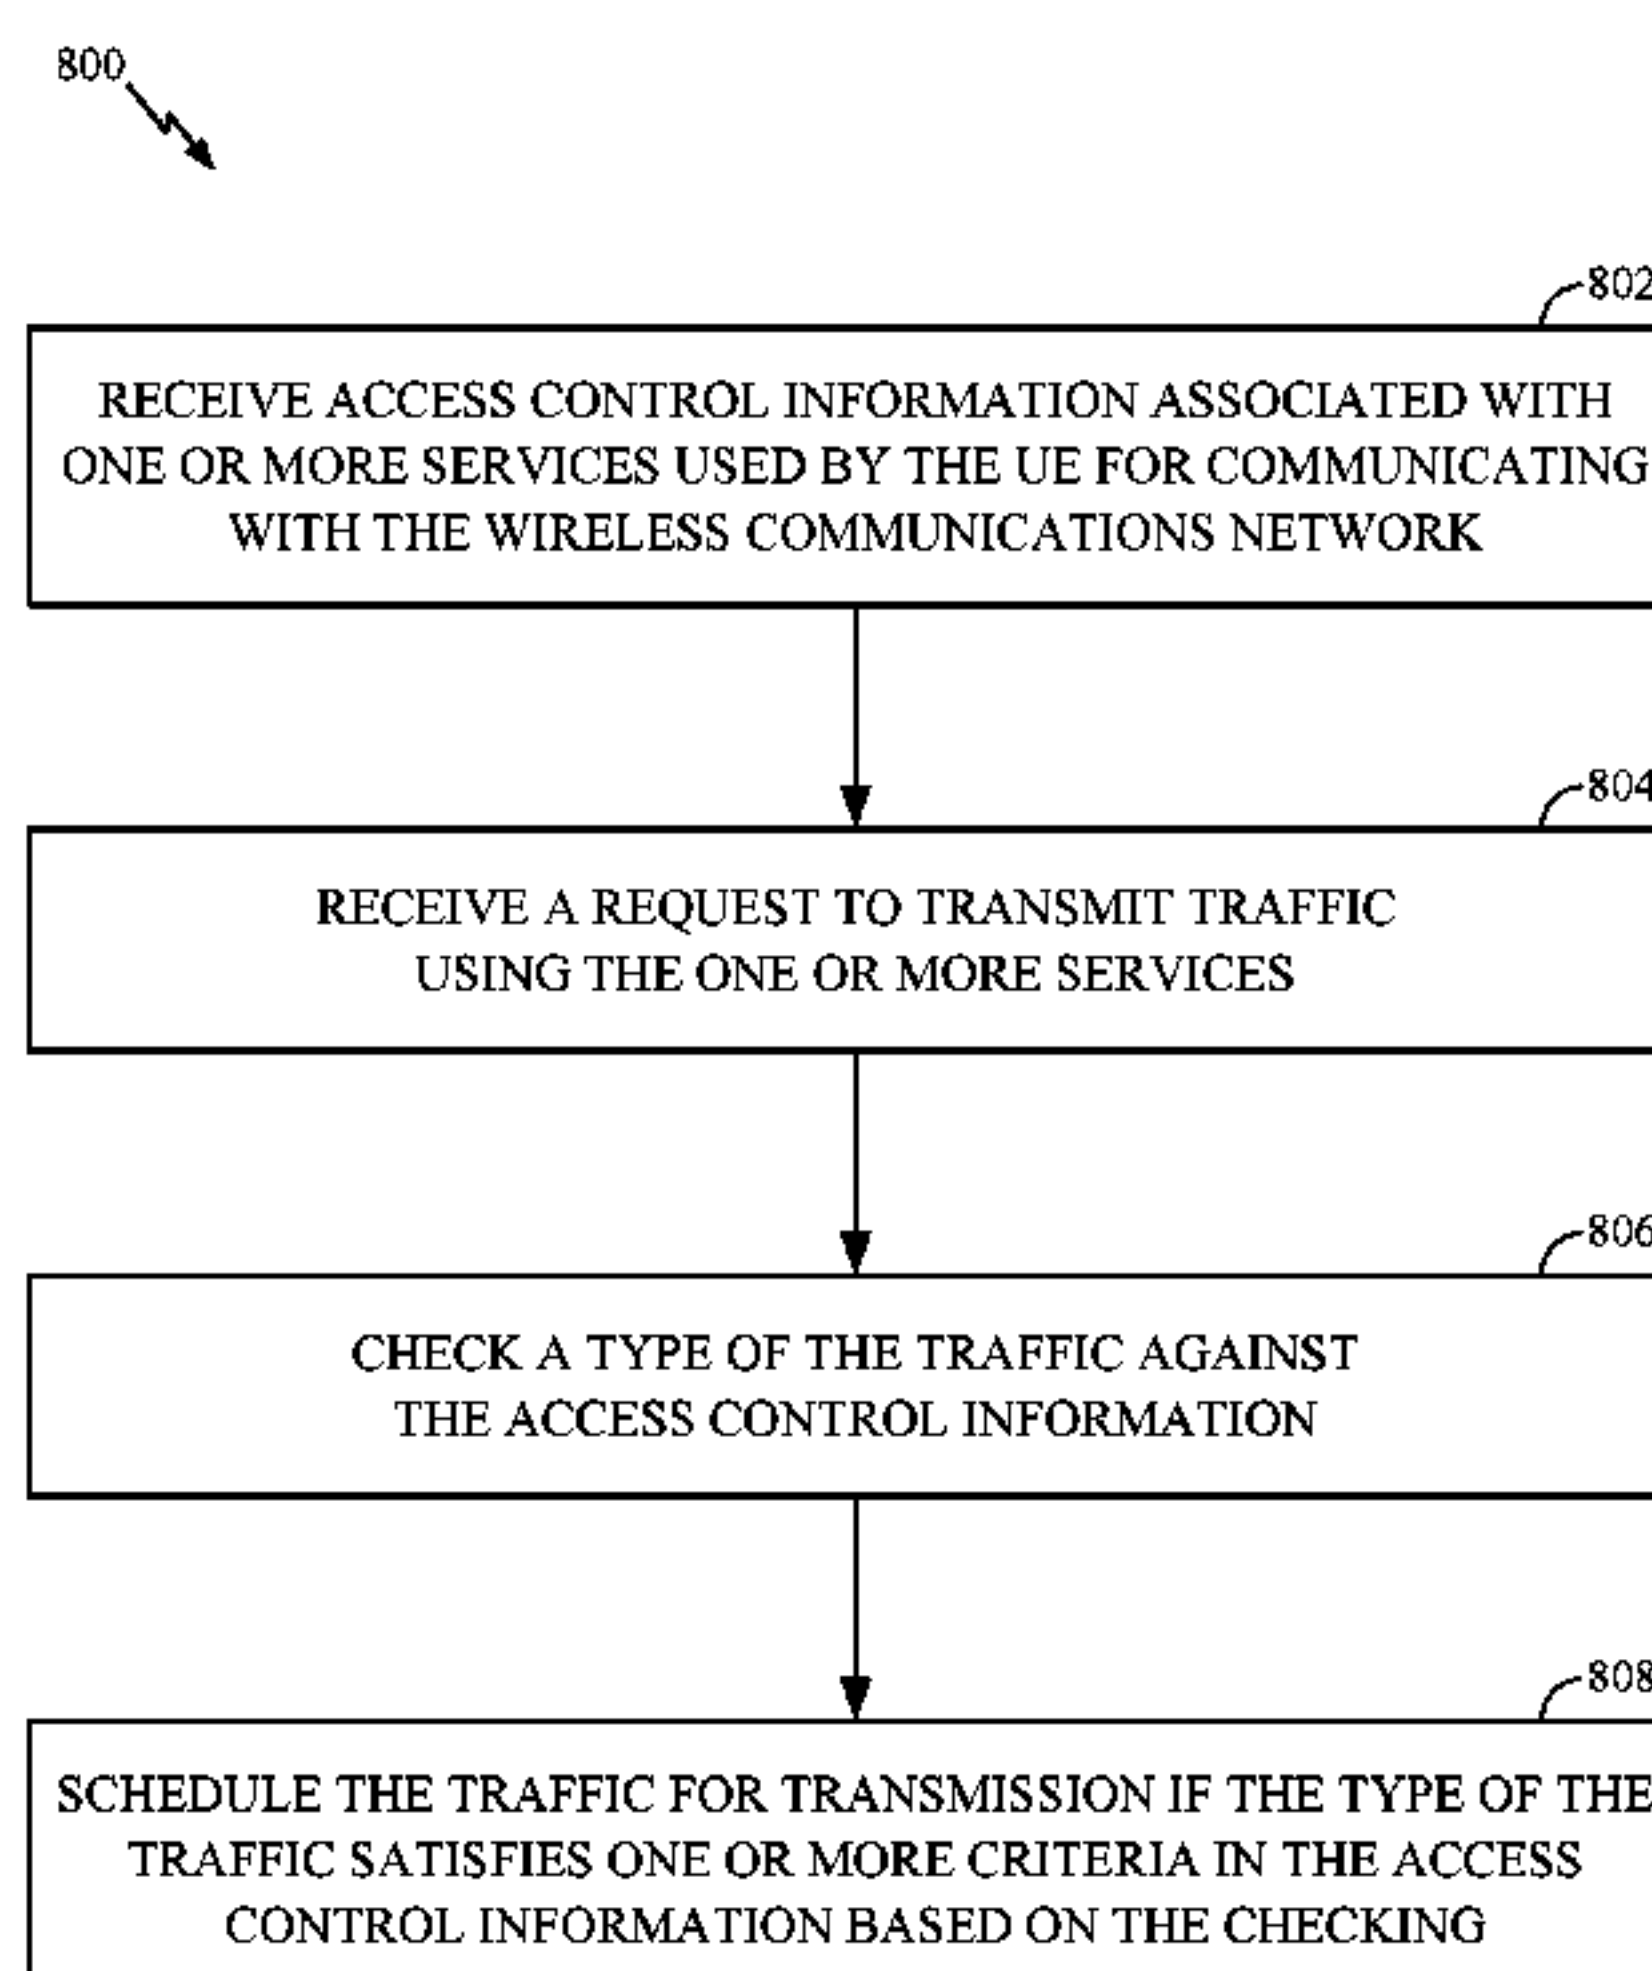 800
802
RECEIVE ACCESS CONTROL INFORMATION ASSOCIATED WITH
ONE OR MORE SERVICES USED BY THE UE FOR COMMUNICATING
WITH THE WIRELESS COMMUNICATIONS NETWORK
804
RECEIVE A REQUEST TO TRANSMIT TRAFFIC
USING THE ONE OR MORE SERVICES
806
CHECK A TYPE OF THE TRAFFIC AGAINST
THE ACCESS CONTROL INFORMATION
808
SCHEDULE THE TRAFFIC FOR TRANSMISSION IF THE TYPE OF THE
TRAFFIC SATISFIES ONE OR MORE CRITERIA IN THE ACCESS
CONTROL INFORMATION BASED ON THE CHECKING